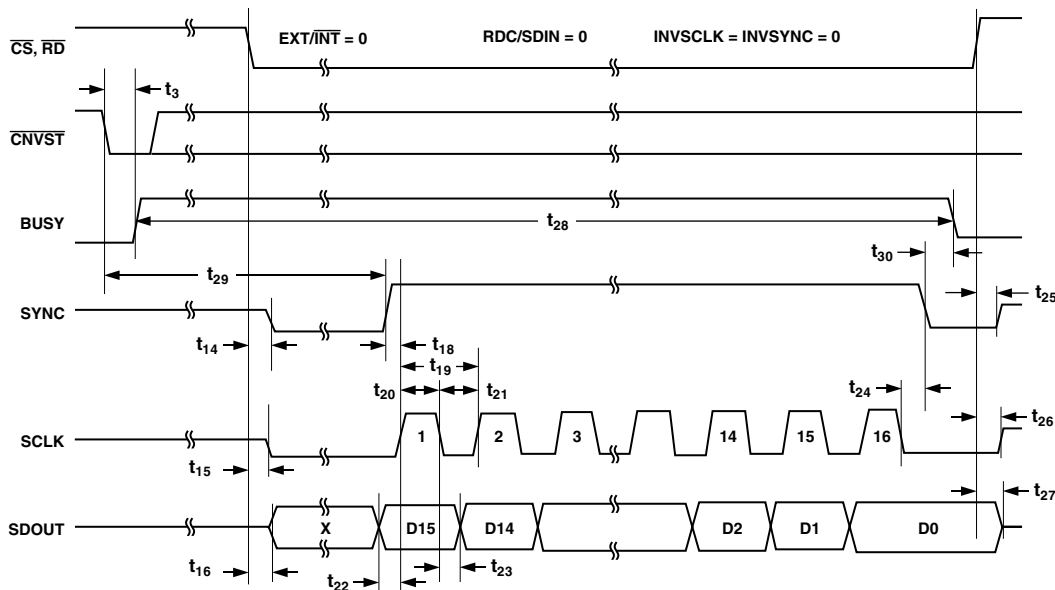 EXT/INT = 0 RDC/SDIN = 0 INVSCLK = INVSYNC = 0
CS, RD
t3
CNVST
BUSY
t28
t30
t29
t25
SYNC
t14
t18
t19
t20
t21
t24
t26
SCLK
1 2 3 14 15 16
t15
t27
SDOUT
X D15 D14 D2 D1 D0
t16
t22
t23